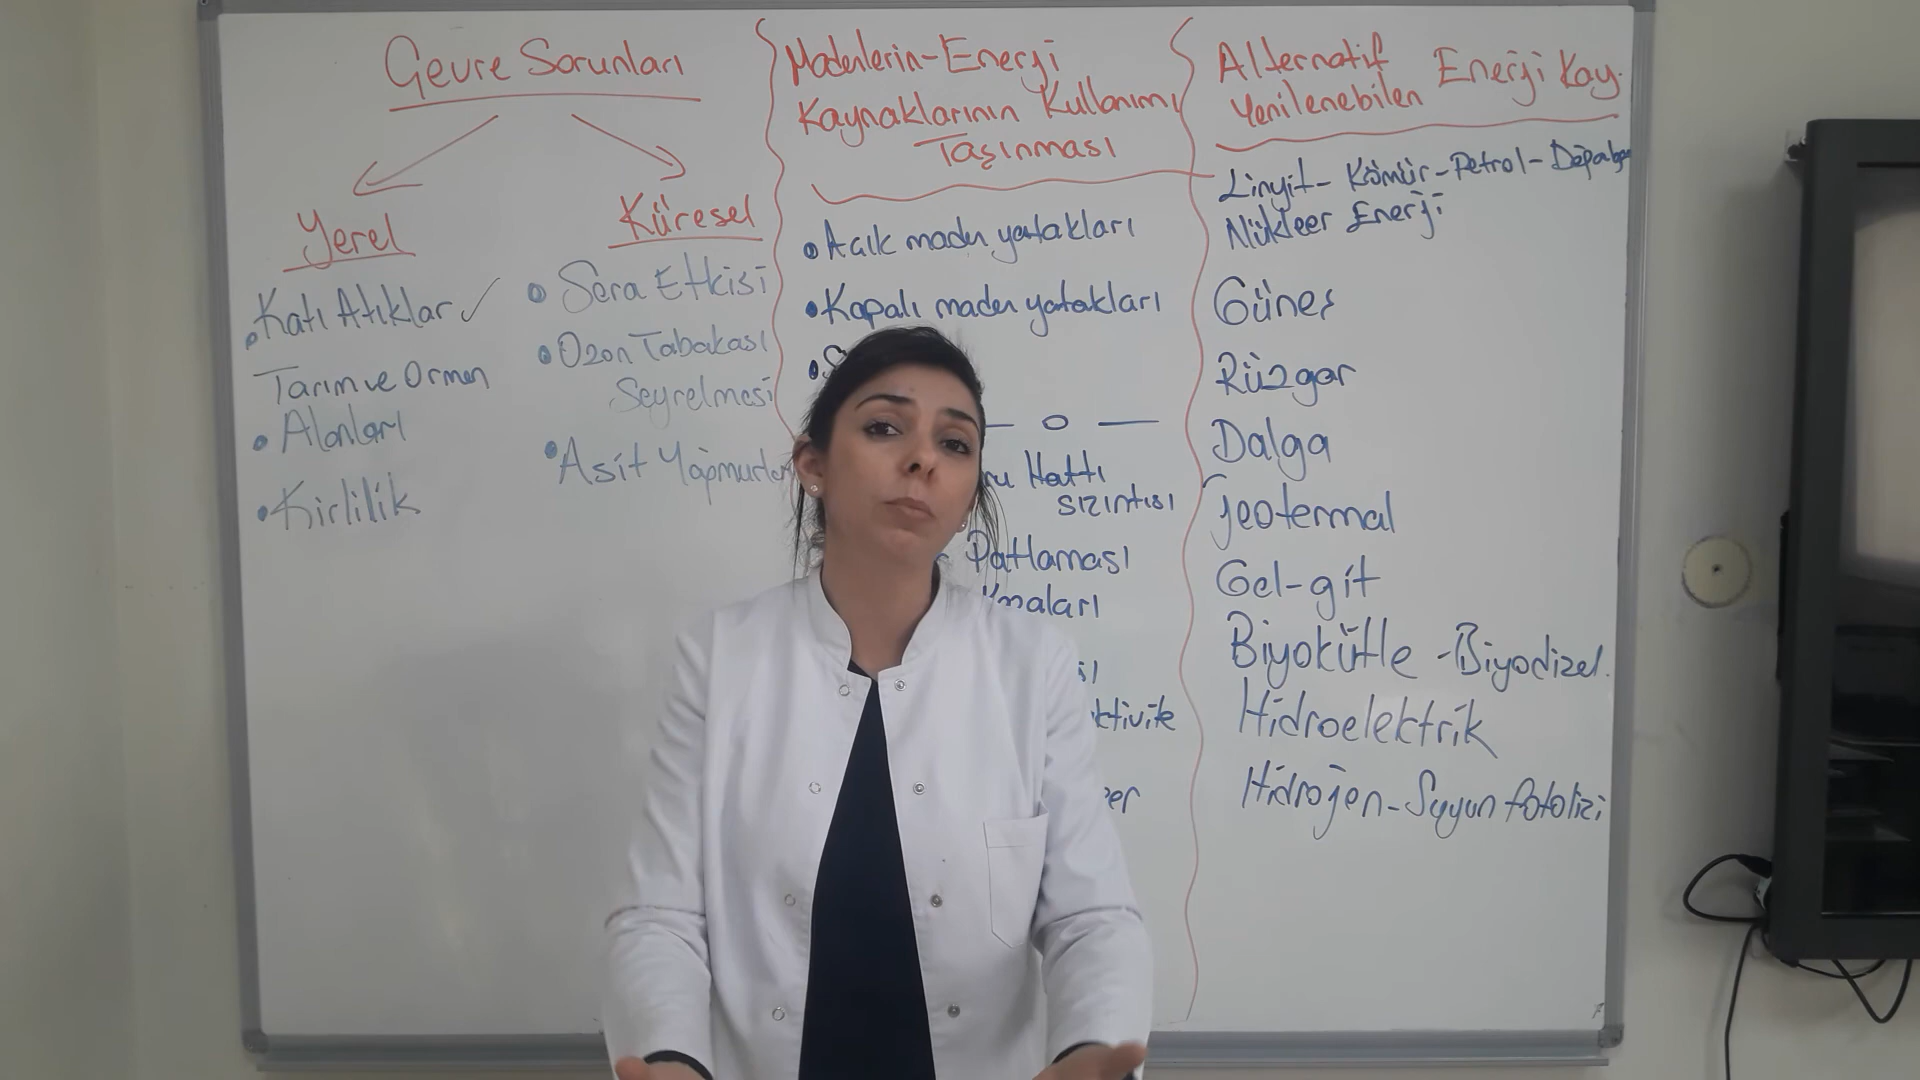 Çevre Sorunları
Yerel
Katı Atıklar ✓
Tarım ve Orman
• Alanları
• Kirlilik
Küresel
• Sera Etkisi
• Ozon Tabakası
Seyrelmesi
• Asit Yağmurları
Madenlerin-Enerji
Kaynaklarının Kullanımı
Taşınması
• Açık maden yatakları
• Kapalı maden yatakları
Hattı
sızıntısı
Patlaması
Alternatif Enerji Kay.
Yenilenebilen
Linyit - Kömür - Petrol - Doğalgaz
Nükleer Enerji
Güneş
Rüzgar
Dalga
Jeotermal
Gel-git
Biyokütle - Biyodizel.
Hidroelektrik
Hidrojen - Suyun fotolizi